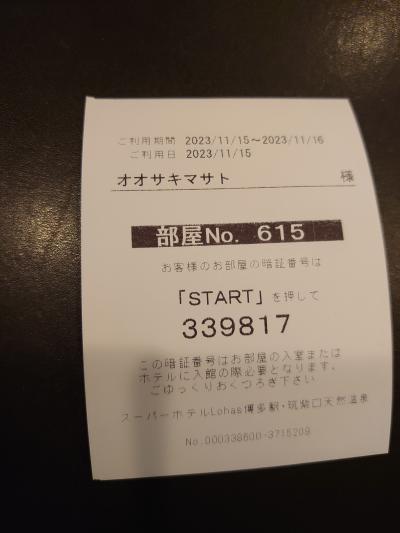 ご利用期間 2023/11/15～2023/11/16
ご利用日 2023/11/15
オオサキマサト 様
部屋No. 615
お客様のお部屋の暗証番号は
「START」を押して
339817
この暗証番号はお部屋の入室または
ホテルに入館の際必要となります。
ごゆっくりおくつろぎ下さい
スーパーホテルLohas博多駅・筑紫口天然温泉
No.000338600-3715209